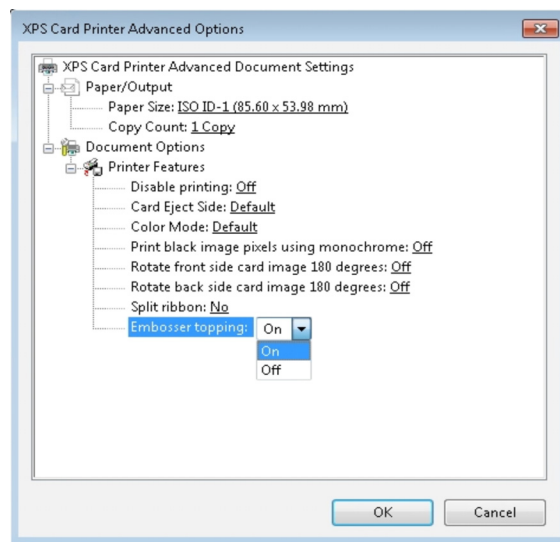 XPS Card Printer Advanced Options
XPS Card Printer Advanced Document Settings
Paper/Output
Paper Size: ISO ID-1 (85.60 x 53.98 mm)
Copy Count: 1 Copy
Document Options
Printer Features
Disable printing: Off
Card Eject Side: Default
Color Mode: Default
Print black image pixels using monochrome: Off
Rotate front side card image 180 degrees: Off
Rotate back side card image 180 degrees: Off
Split ribbon: No
Embosser topping: On
On
Off
OK Cancel